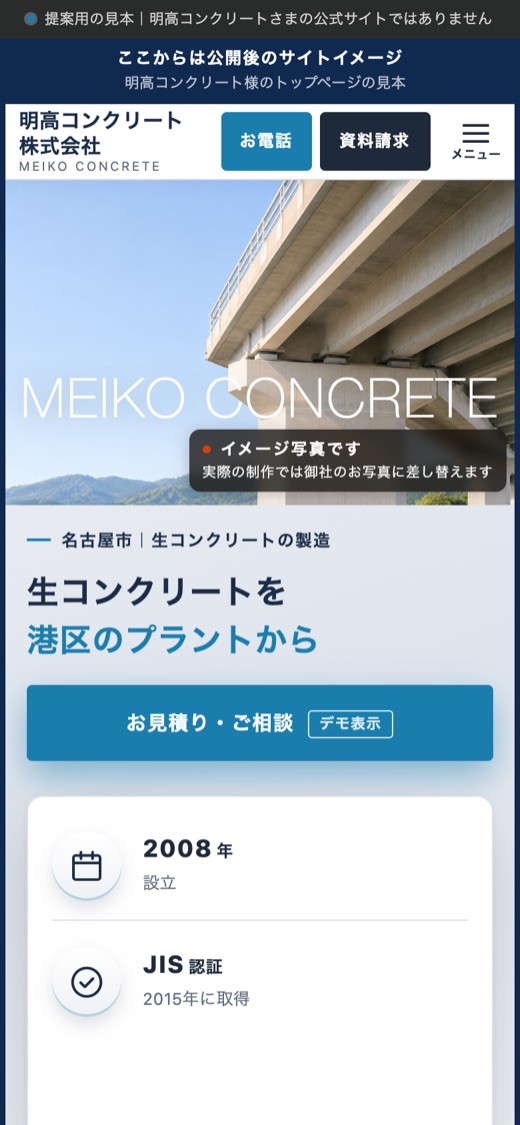 提案用の見本｜明高コンクリートさまの公式サイトではありません
ここからは公開後のサイトイメージ
明高コンクリート様のトップページの見本
明高コンクリート
株式会社
MEIKO CONCRETE
お電話
資料請求
メニュー
MEIKO CONCRETE
イメージ写真です
実際の制作では御社のお写真に差し替えます
名古屋市｜生コンクリートの製造
生コンクリートを
港区のプラントから
お見積り・ご相談 デモ表示
2008年
設立
JIS認証
2015年に取得